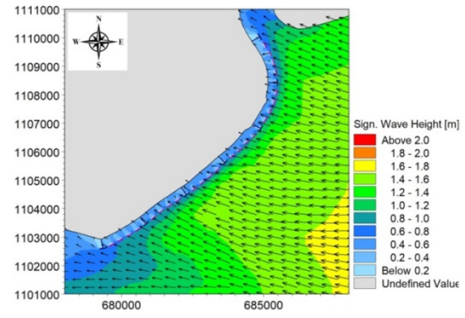 1111000
1110000
1109000
1108000
1107000
1106000
1105000
1104000
1103000
1102000
1101000
N
W E
S
680000 685000
Sign. Wave Height [m]
Above 2.0
1.8 - 2.0
1.6 - 1.8
1.4 - 1.6
1.2 - 1.4
1.0 - 1.2
0.8 - 1.0
0.6 - 0.8
0.4 - 0.6
0.2 - 0.4
Below 0.2
Undefined Value